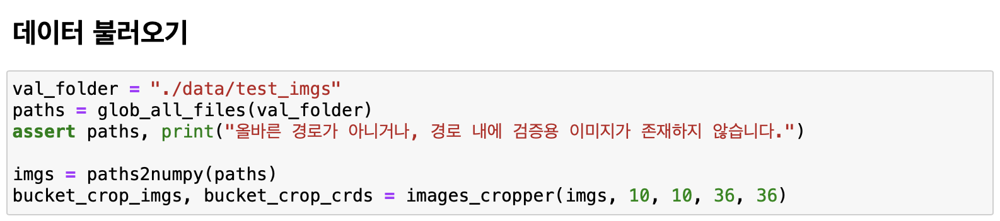 데이터 불러오기
val_folder = "./data/test_imgs"
paths = glob_all_files(val_folder)
assert paths, print("올바른 경로가 아니거나, 경로 내에 검증용 이미지가 존재하지 않습니다.")
imgs = paths2numpy(paths)
bucket_crop_imgs, bucket_crop_crds = images_cropper(imgs, 10, 10, 36, 36)